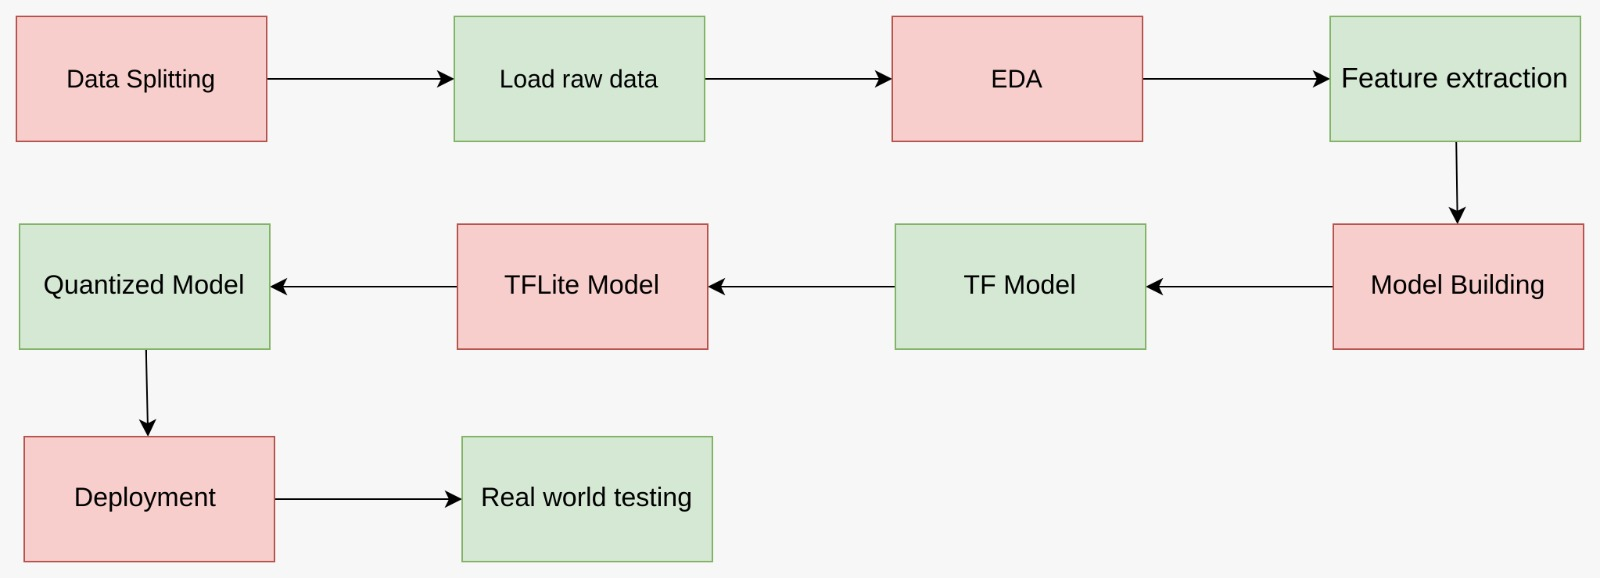 Data Splitting
Load raw data
EDA
Feature extraction
Model Building
TF Model
TFLite Model
Quantized Model
Deployment
Real world testing